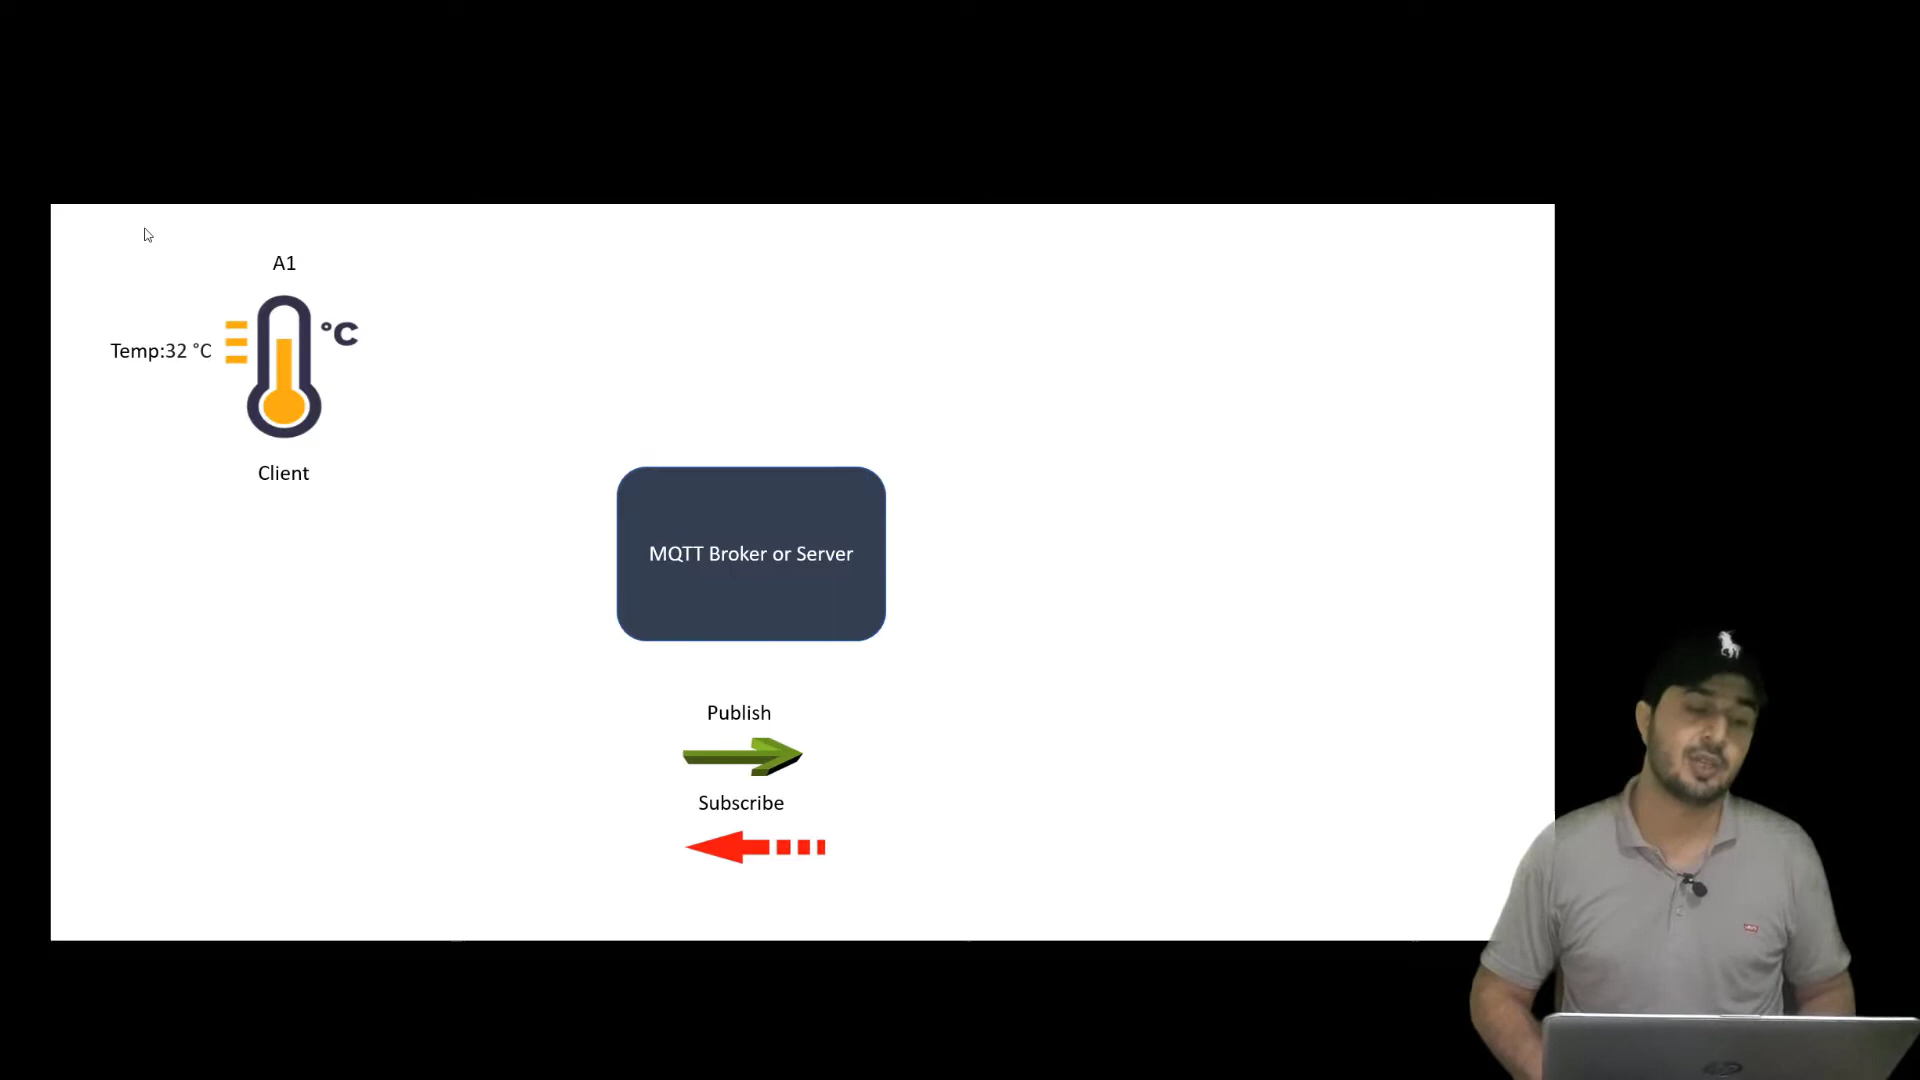 A1
°C
Temp:32 °C
Client
MQTT Broker or Server
Publish
Subscribe